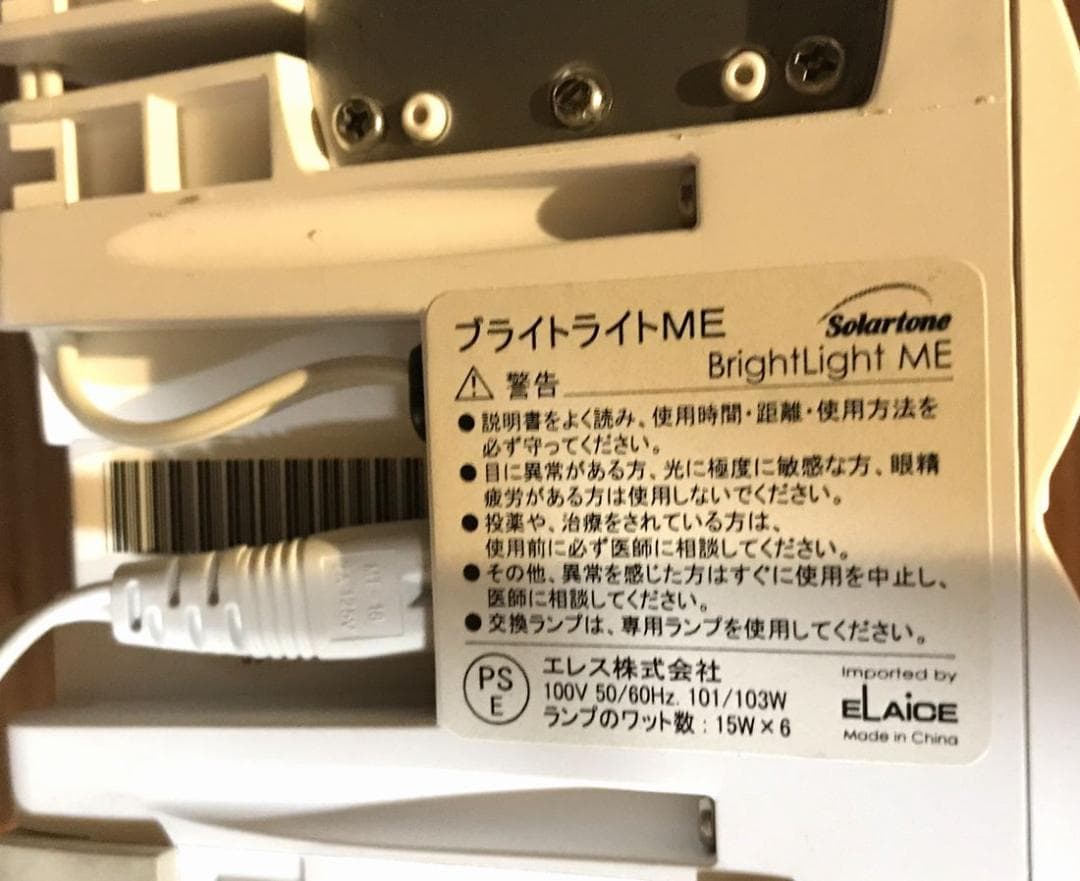 ブライトライトME
Solartone
BrightLight ME
警告
●説明書をよく読み、使用時間・距離・使用方法を
必ず守ってください。
●目に異常がある方、光に極度に敏感な方、眼精
疲労がある方は使用しないでください。
●投薬や、治療をされている方は、
使用前に必ず医師に相談してください。
●その他、異常を感じた方はすぐに使用を中止し、
医師に相談してください。
●交換ランプは、専用ランプを使用してください。
PS
E
エレス株式会社
100V 50/60Hz. 101/103W
ランプのワット数：15W×6
Imported by
ELAiCE
Made in China
125V